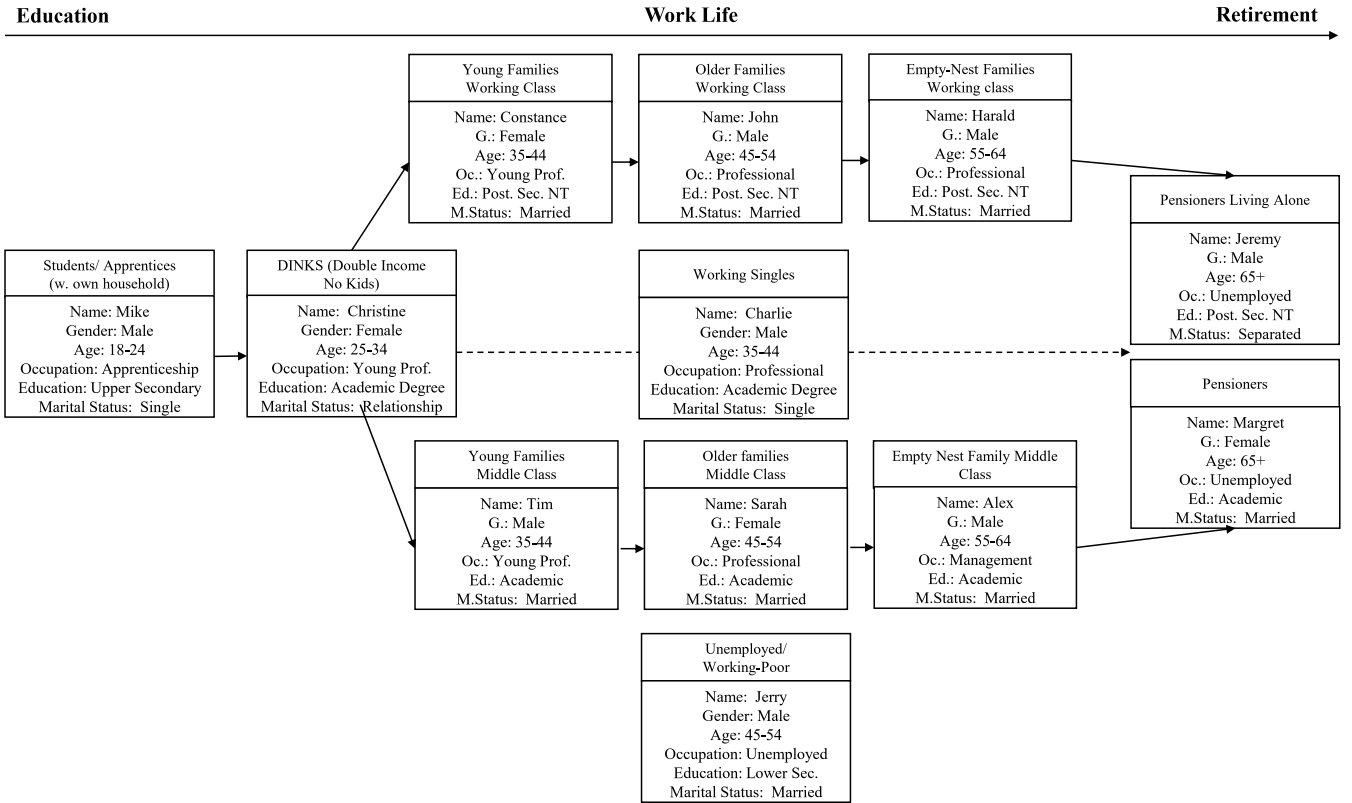 Education
Work Life
Retirement
Young Families
Working Class
Name: Constance
G.: Female
Age: 35-44
Oc.: Young Prof.
Ed.: Post. Sec. NT
M.Status: Married
Older Families
Working Class
Name: John
G.: Male
Age: 45-54
Oc.: Professional
Ed.: Post. Sec. NT
M.Status: Married
Empty-Nest Families
Working class
Name: Harald
G.: Male
Age: 55-64
Oc.: Professional
Ed.: Post. Sec. NT
M.Status: Married
Pensioners Living Alone
Name: Jeremy
G.: Male
Age: 65+
Oc.: Unemployed
Ed.: Post. Sec. NT
M.Status: Separated
Students/ Apprentices
(w. own household)
Name: Mike
Gender: Male
Age: 18-24
Occupation: Apprenticeship
Education: Upper Secondary
Marital Status: Single
DINKS (Double Income
No Kids)
Name: Christine
Gender: Female
Age: 25-34
Occupation: Young Prof.
Education: Academic Degree
Marital Status: Relationship
Working Singles
Name: Charlie
Gender: Male
Age: 35-44
Occupation: Professional
Education: Academic Degree
Marital Status: Single
Pensioners
Name: Margret
G.: Female
Age: 65+
Oc.: Unemployed
Ed.: Academic
M.Status: Married
Young Families
Middle Class
Name: Tim
G.: Male
Age: 35-44
Oc.: Young Prof.
Ed.: Academic
M.Status: Married
Older families
Middle Class
Name: Sarah
G.: Female
Age: 45-54
Oc.: Professional
Ed.: Academic
M.Status: Married
Empty Nest Family Middle
Class
Name: Alex
G.: Male
Age: 55-64
Oc.: Management
Ed.: Academic
M.Status: Married
Unemployed/
Working-Poor
Name: Jerry
Gender: Male
Age: 45-54
Occupation: Unemployed
Education: Lower Sec.
Marital Status: Married